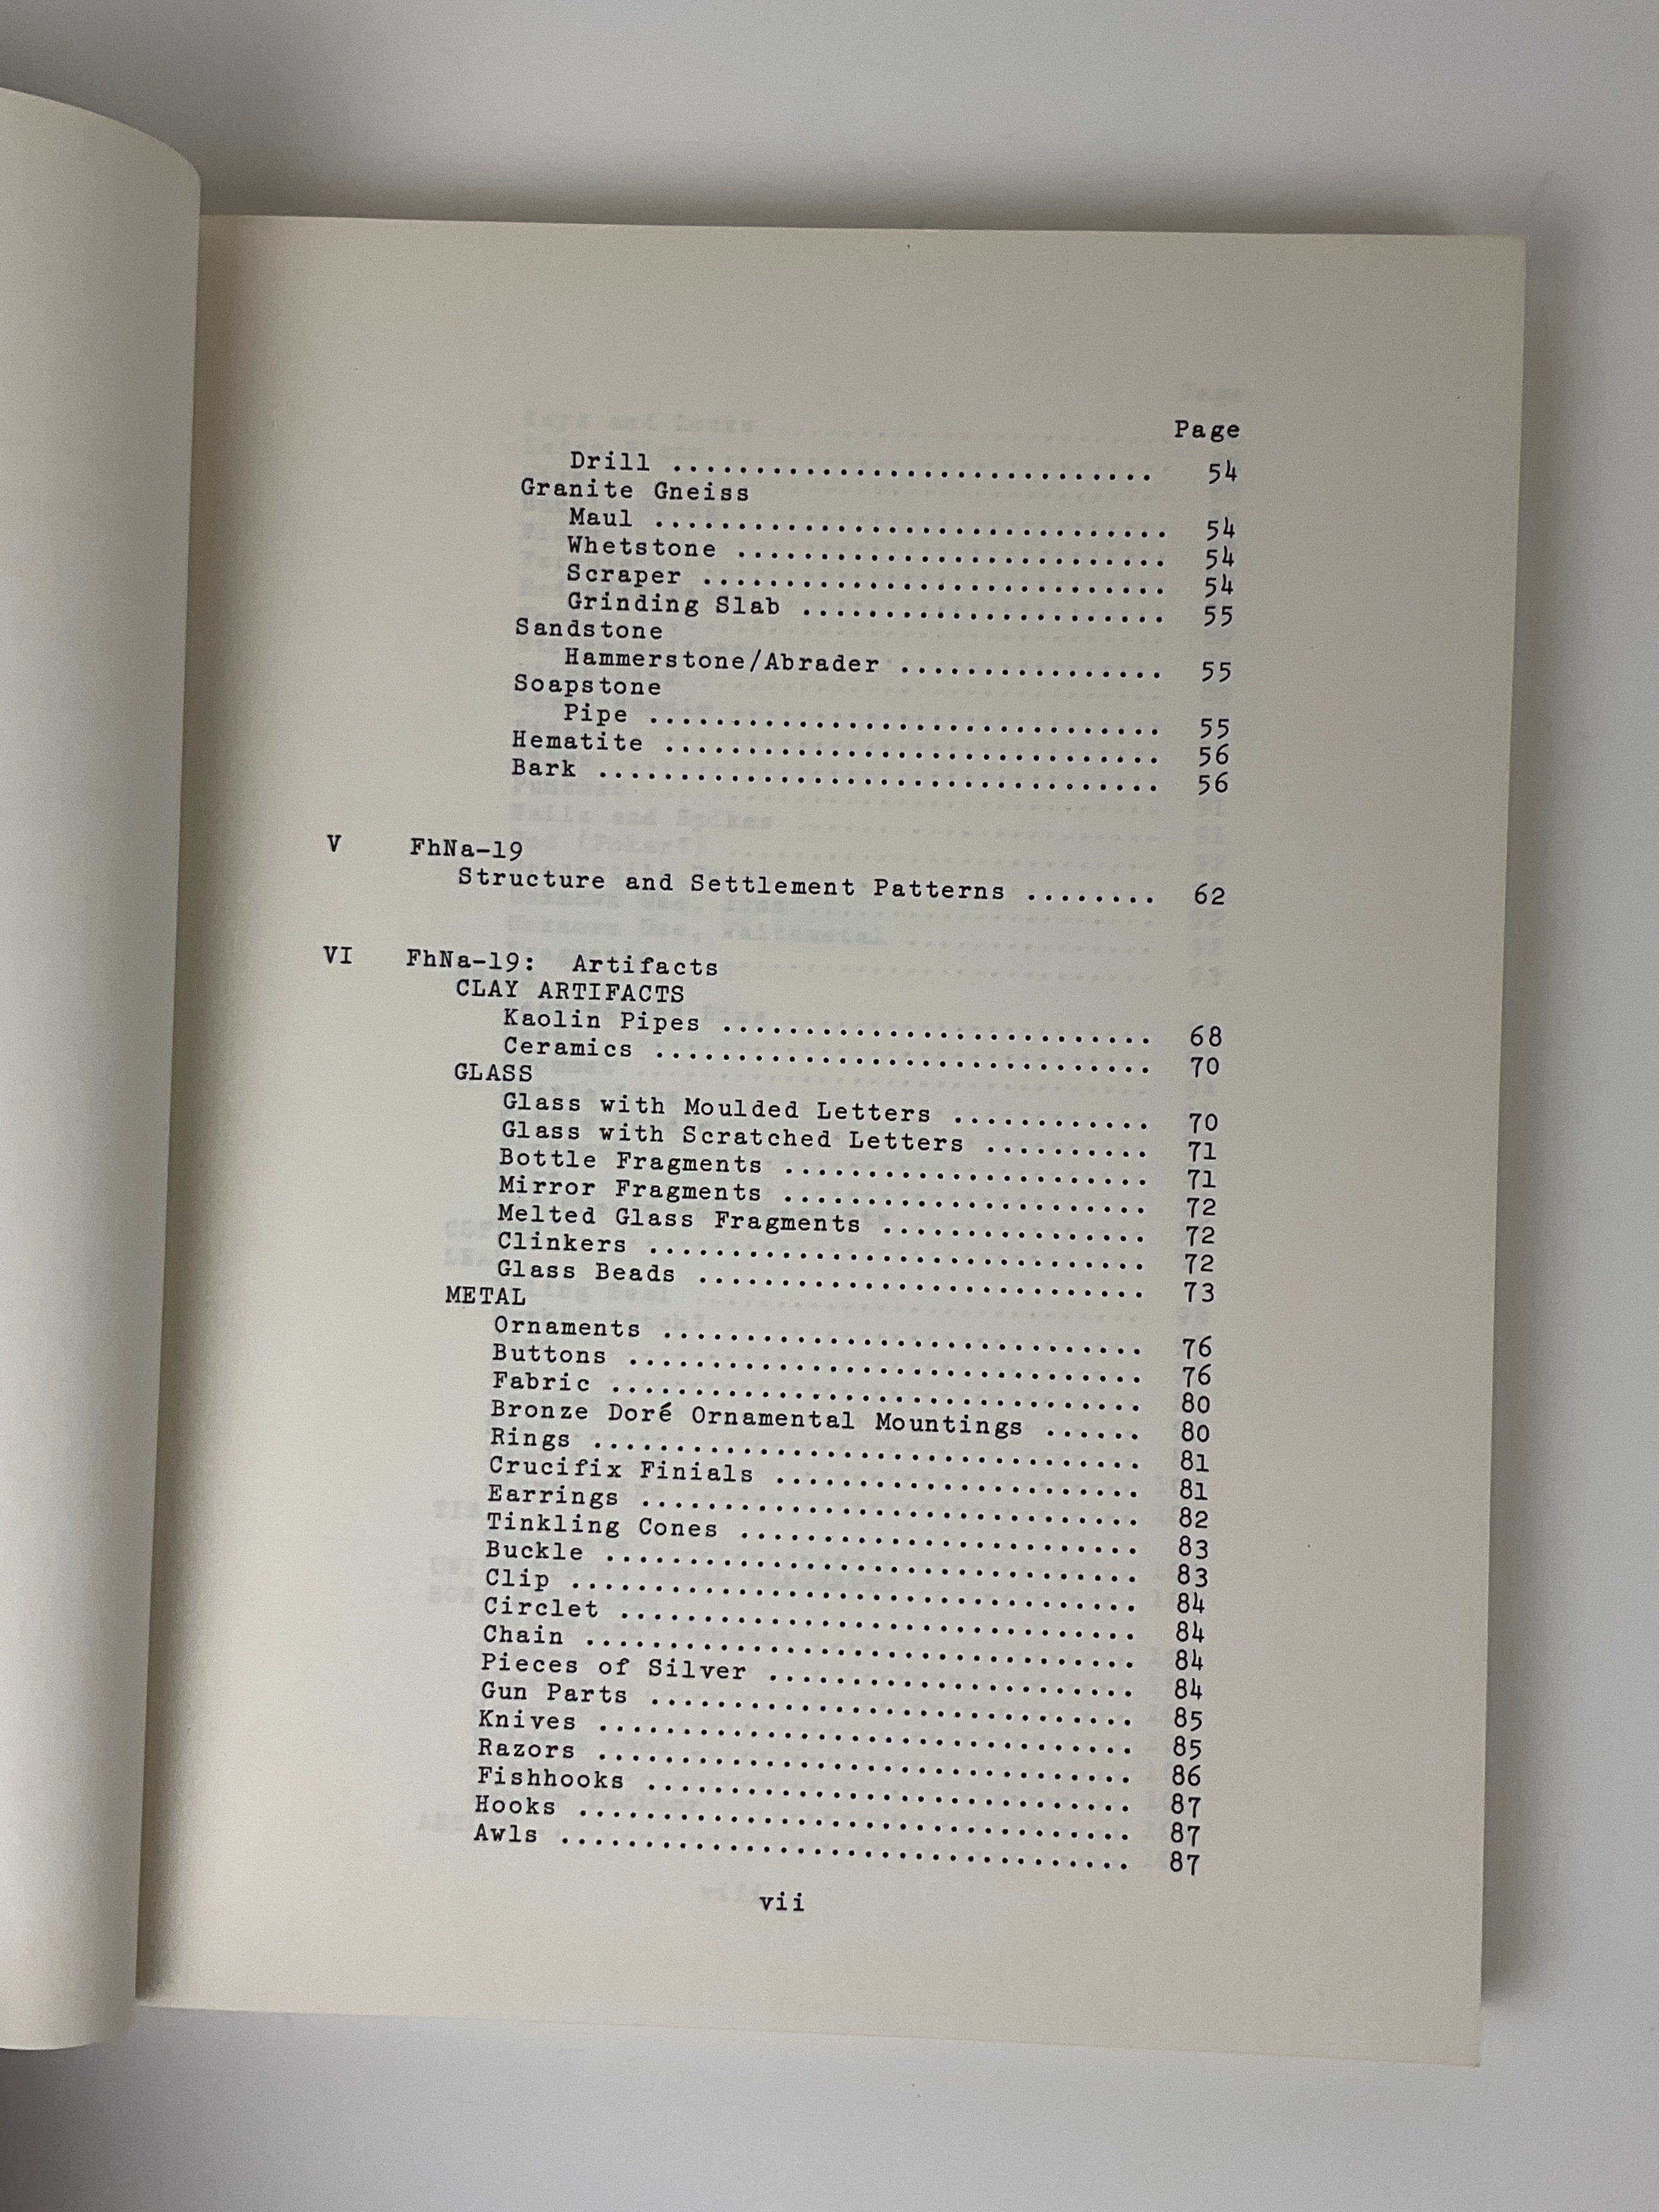 Page
Drill .............................. 54
Granite Gneiss
Maul ............................... 54
Whetstone .......................... 54
Scraper ............................ 54
Grinding Slab ...................... 55
Sandstone
Hammerstone/Abrader ................ 55
Soapstone
Pipe ............................... 55
Hematite .............................. 56
Bark .................................. 56
V FhNa-19
Structure and Settlement Patterns ........ 62
VI FhNa-19: Artifacts
CLAY ARTIFACTS
Kaolin Pipes .......................... 68
Ceramics .............................. 70
GLASS
Glass with Moulded Letters ............ 70
Glass with Scratched Letters .......... 71
Bottle Fragments ...................... 71
Mirror Fragments ...................... 72
Melted Glass Fragments ................ 72
Clinkers .............................. 72
Glass Beads ........................... 73
METAL
Ornaments ............................. 76
Buttons ............................... 76
Fabric ................................ 80
Bronze Doré Ornamental Mountings ...... 80
Rings ................................. 81
Crucifix Finials ...................... 81
Earrings .............................. 82
Tinkling Cones ........................ 83
Buckle ................................ 83
Clip .................................. 84
Circlet ............................... 84
Chain ................................. 84
Pieces of Silver ...................... 84
Gun Parts ............................. 85
Knives ................................ 85
Razors ................................ 86
Fishhooks ............................. 87
Hooks ................................. 87
Awls .................................. 87
vii